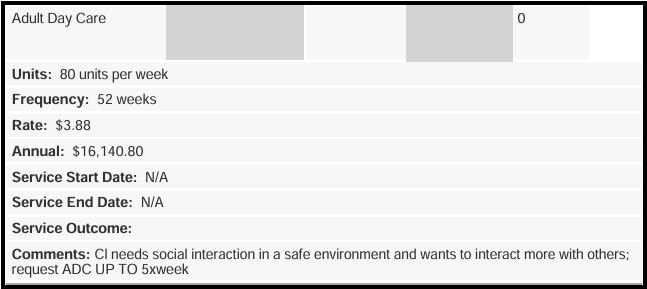 Adult Day Care 0
Units: 80 units per week
Frequency: 52 weeks
Rate: $3.88
Annual: $16,140.80
Service Start Date: N/A
Service End Date: N/A
Service Outcome:
Comments: Cl needs social interaction in a safe environment and wants to interact more with others;
request ADC UP TO 5xweek